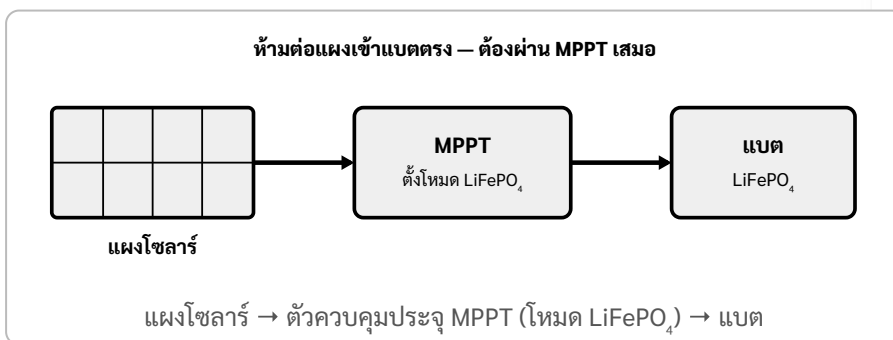 ห้ามต่อแผงเข้าแบตตรง — ต้องผ่าน MPPT เสมอ
MPPT
ตั้งโหมด LiFePO₄
แบต
LiFePO₄
แผงโซลาร์
แผงโซลาร์ → ตัวควบคุมประจุ MPPT (โหมด LiFePO₄) → แบต